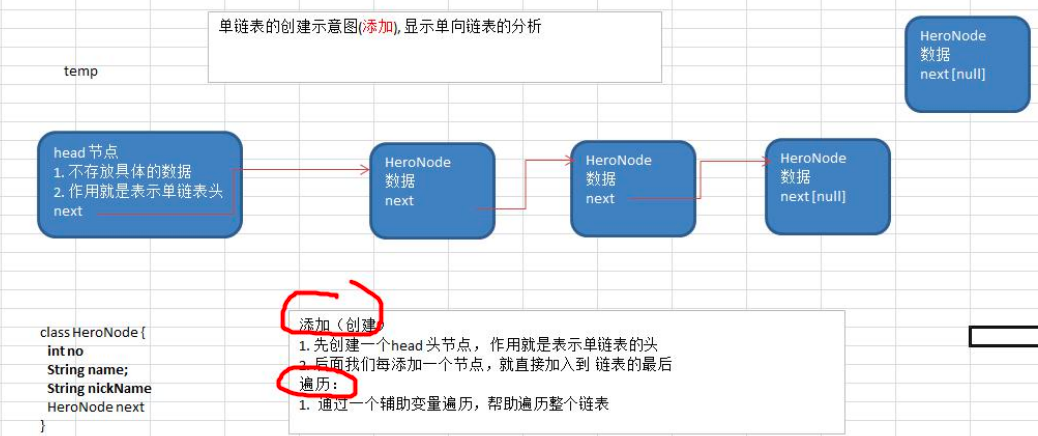 单链表的创建示意图(添加), 显示单向链表的分析
HeroNode
数据
next [null]
temp
head 节点
1. 不存放具体的数据
2. 作用就是表示单链表头
next
HeroNode
数据
next
HeroNode
数据
next
HeroNode
数据
next [null]
class HeroNode {
int no
String name;
String nickName
HeroNode next
}
添加（创建）
1. 先创建一个head 头节点， 作用就是表示单链表的头
2. 后面我们每添加一个节点，就直接加入到 链表的最后
遍历：
1. 通过一个辅助变量遍历，帮助遍历整个链表